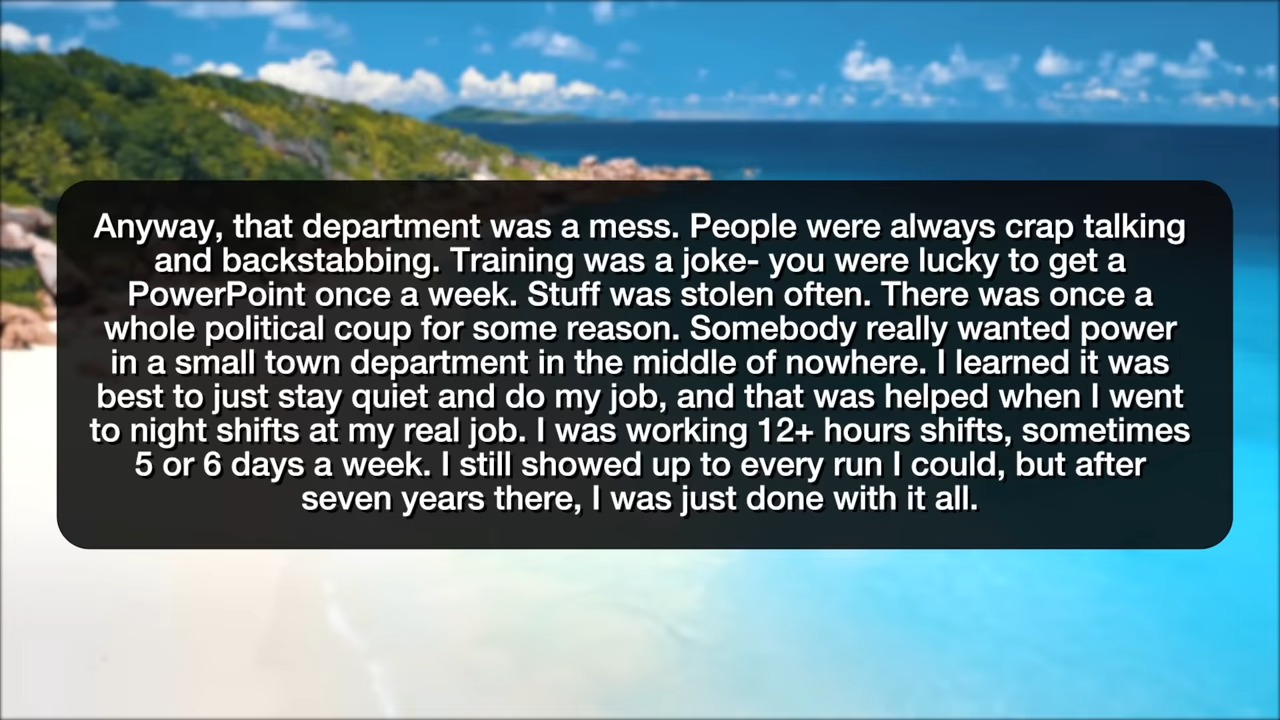 Anyway, that department was a mess. People were always crap talking
and backstabbing. Training was a joke- you were lucky to get a
PowerPoint once a week. Stuff was stolen often. There was once a
whole political coup for some reason. Somebody really wanted power
in a small town department in the middle of nowhere. I learned it was
best to just stay quiet and do my job, and that was helped when I went
to night shifts at my real job. I was working 12+ hours shifts, sometimes
5 or 6 days a week. I still showed up to every run I could, but after
seven years there, I was just done with it all.